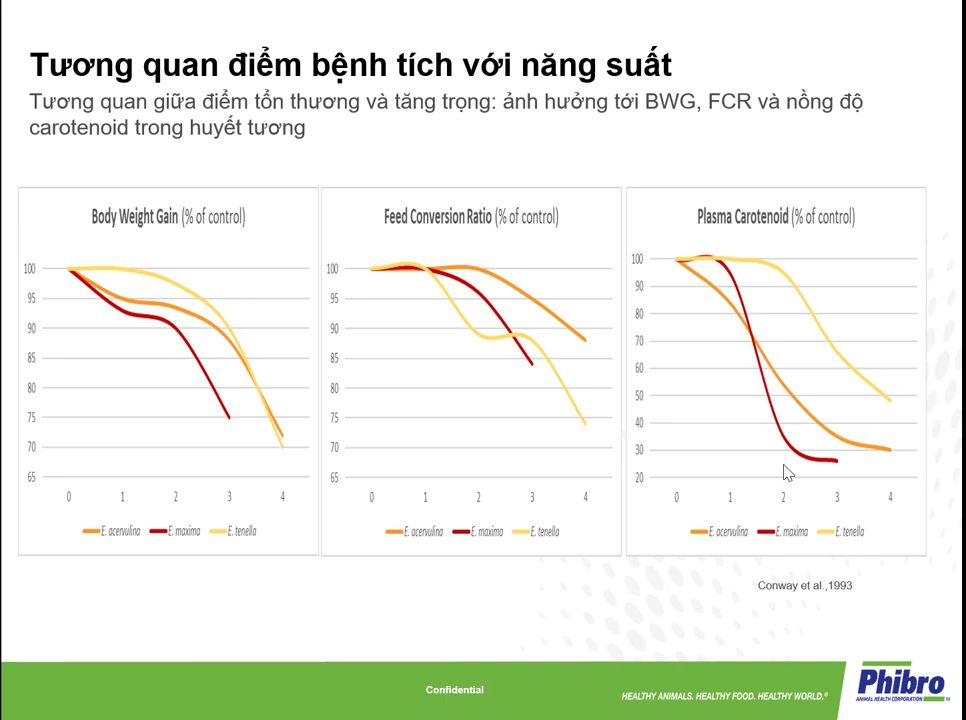 Tương quan điểm bệnh tích với năng suất
Tương quan giữa điểm tổn thương và tăng trọng: ảnh hưởng tới BWG, FCR và nồng độ
carotenoid trong huyết tương
Body Weight Gain (% of control)
100
95
90
85
80
75
70
65
0 1 2 3 4
E. acervulina E. maxima E. tenella
Feed Conversion Ratio (% of control)
100
95
90
85
80
75
70
65
0 1 2 3 4
E. acervulina E. maxima E. tenella
Plasma Carotenoid (% of control)
100
90
80
70
60
50
40
30
20
0 1 2 3 4
E. acervulina E. maxima E. tenella
Conway et al.,1993
Confidential
HEALTHY ANIMALS. HEALTHY FOOD. HEALTHY WORLD.®
Phibro
ANIMAL HEALTH CORPORATION